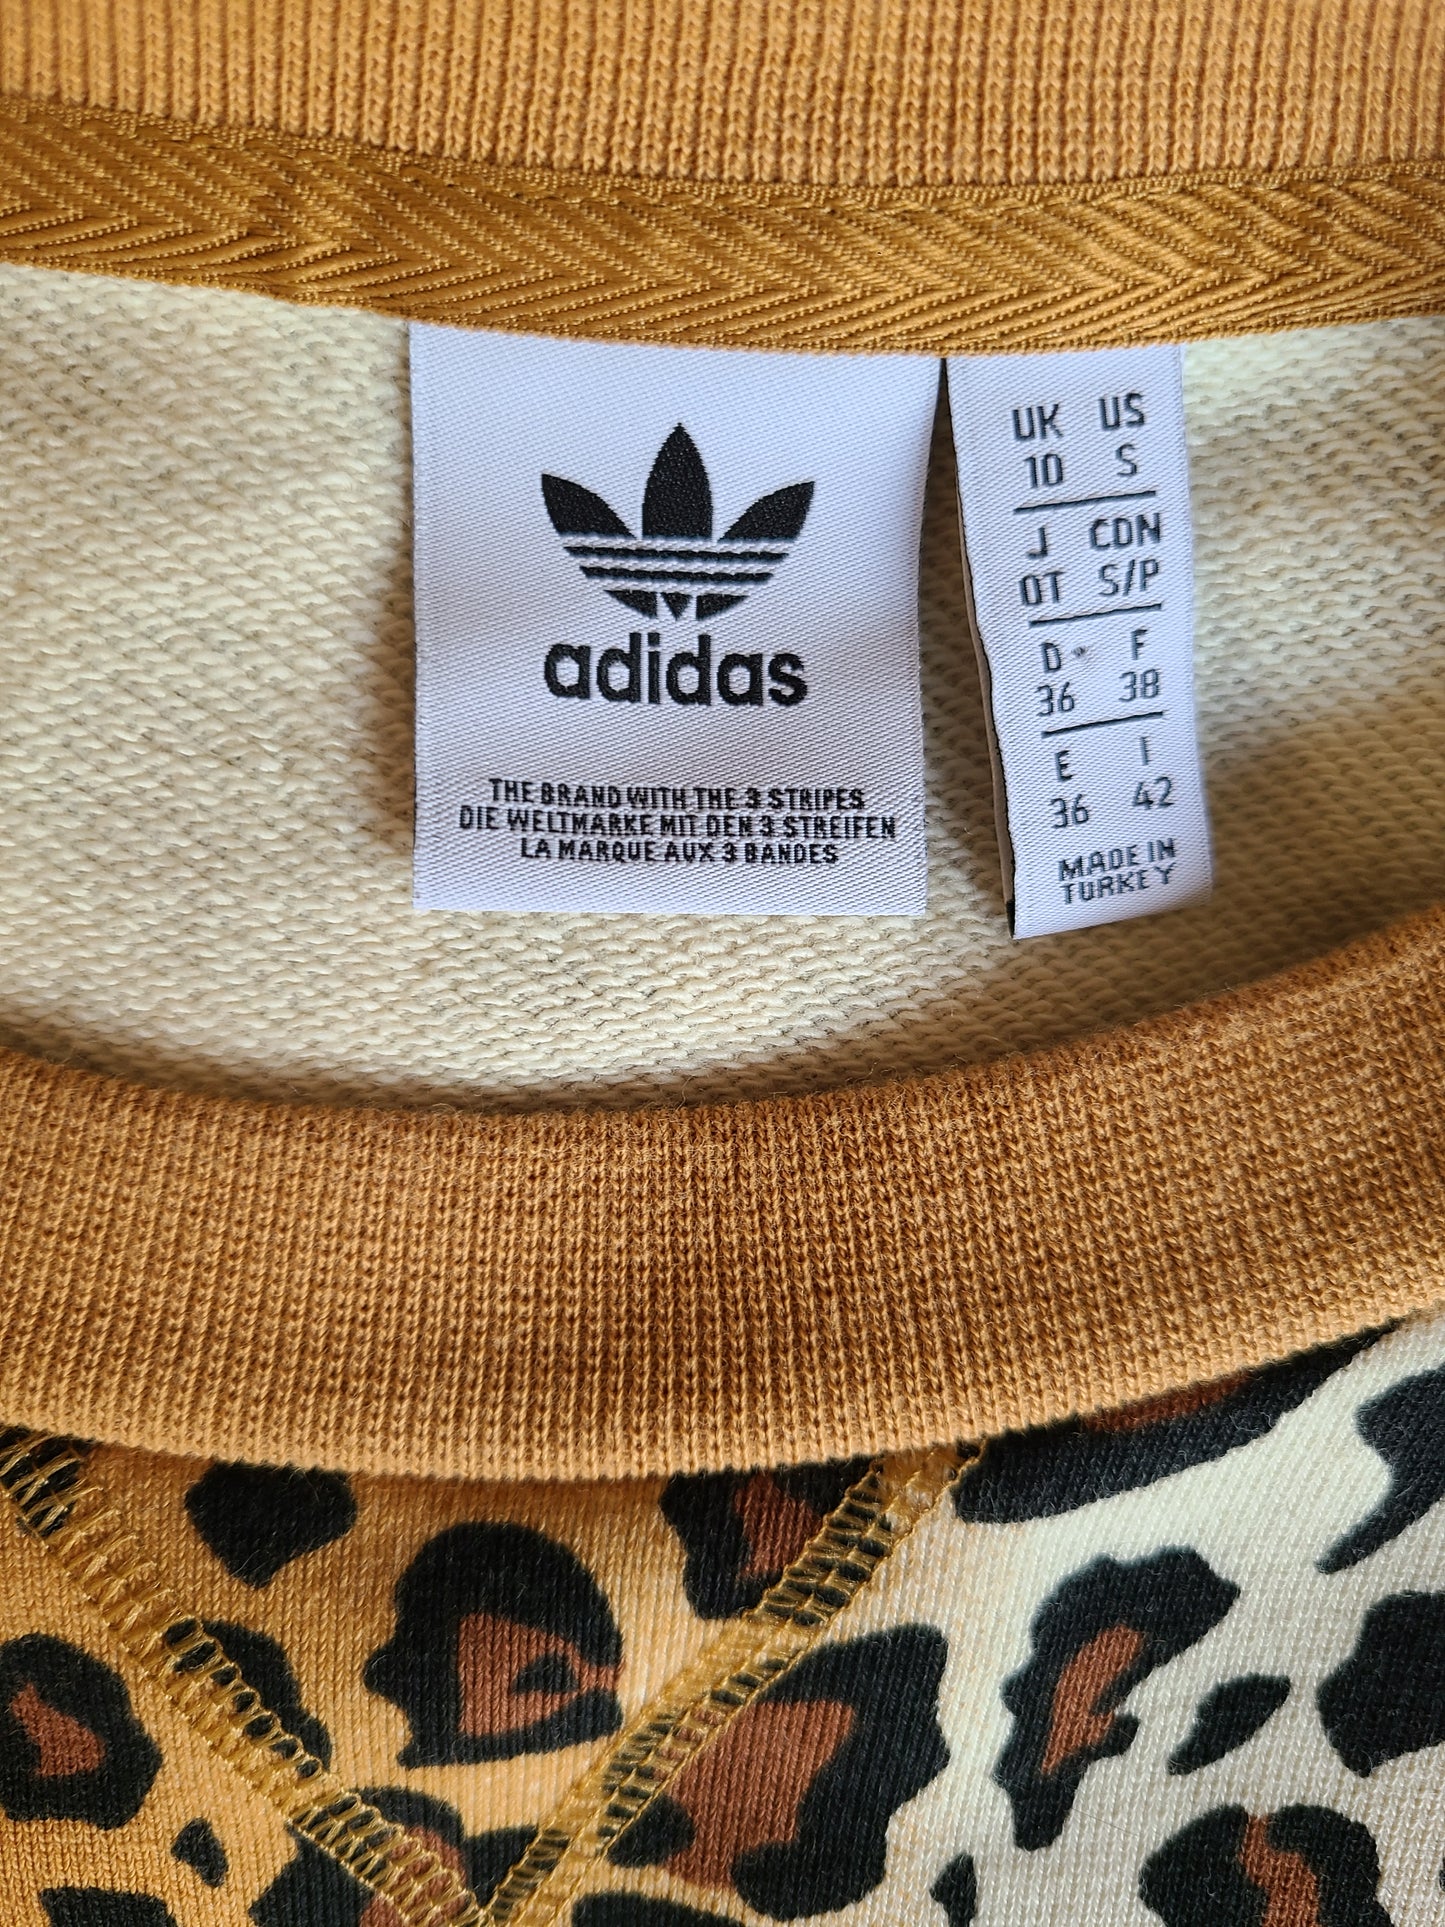 adidas
THE BRAND WITH THE 3 STRIPES
DIE WELTMARKE MIT DEN 3 STREIFEN
LA MARQUE AUX 3 BANDES
UK US
10 S
J CDN
OT S/P
D F
36 38
E I
36 42
MADE IN
TURKEY